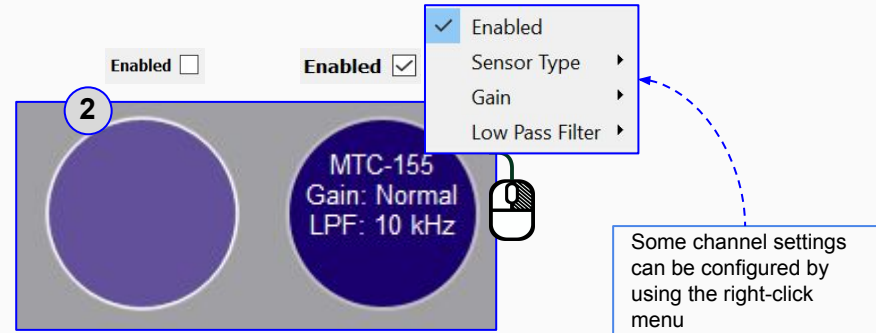 Enabled
Enabled
Enabled
Sensor Type
Gain
Low Pass Filter
2
MTC-155
Gain: Normal
LPF: 10 kHz
Some channel settings
can be configured by
using the right-click
menu